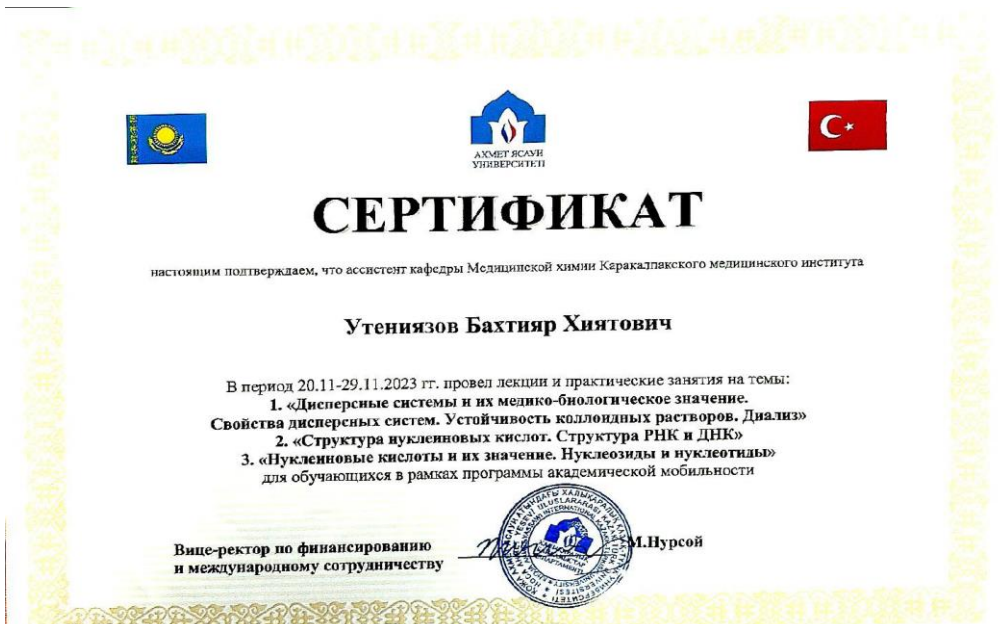 АХМЕТ ЯСАУИ
УНИВЕРСИТЕТІ
СЕРТИФИКАТ
настоящим подтверждаем, что ассистент кафедры Медицинской химии Каракалпакского медицинского института
Утениязов Бахтияр Хиятович
В период 20.11-29.11.2023 гг. провел лекции и практические занятия на темы:
1. «Дисперсные системы и их медико-биологическое значение.
Свойства дисперсных систем. Устойчивость коллоидных растворов. Диализ»
2. «Структура нуклеиновых кислот. Структура РНК и ДНК»
3. «Нуклеиновые кислоты и их значение. Нуклеозиды и нуклеотиды»
для обучающихся в рамках программы академической мобильности
Вице-ректор по финансированию
и международному сотрудничеству
М.Нурсой